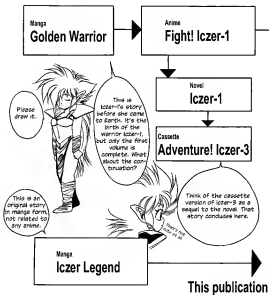 Manga
Golden Warrior
Anime
Fight! Iczer-1
Novel
Iczer-1
Cassette
Adventure! Iczer-3
Please
draw it.
This is
Iczer-1's story
before she came
to Earth. It's the
birth of the
warrior Iczer-1,
but only the first
volume is
complete. What
about the con-
tinuation?
This is an
original story
in manga form,
not related to
any anime.
Think of the cassette
version of Iczer-3 as a
sequel to the novel. That
story concludes here.
Manga
Iczer Legend
This publication